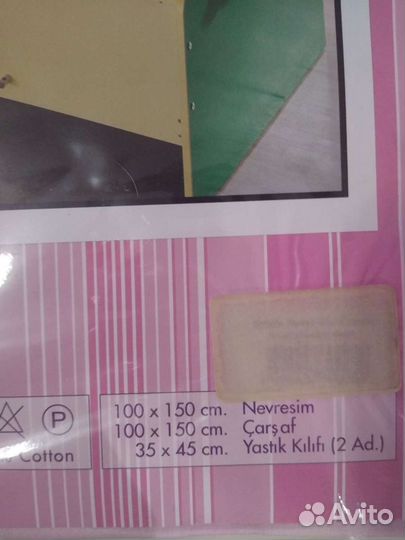 P
Cotton
100 x 150 cm. Nevresim
100 x 150 cm. Çarşaf
35 x 45 cm. Yastık Kılıfı (2 Ad.)
Avito